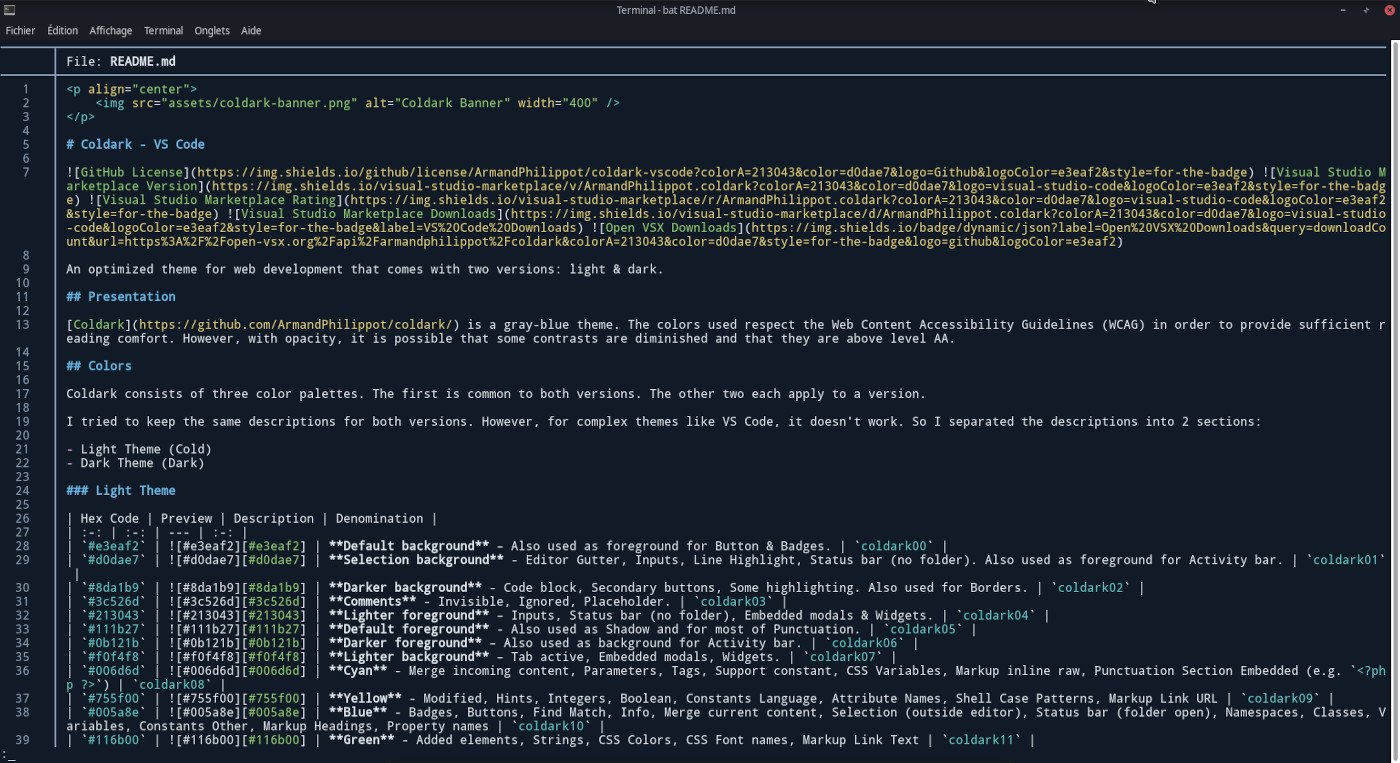 Terminal - bat README.md
Fichier Édition Affichage Terminal Onglets Aide
File: README.md
1 <p align="center">
2     <img src="assets/coldark-banner.png" alt="Coldark Banner" width="400" />
3 </p>
4
5 # Coldark - VS Code
6
7 ![GitHub License](https://img.shields.io/github/license/ArmandPhilippot/coldark-vscode?colorA=213043&color=d0dae7&logo=Github&logoColor=e3eaf2&style=for-the-badge) ![Visual Studio M
arketplace Version](https://img.shields.io/visual-studio-marketplace/v/ArmandPhilippot.coldark?colorA=213043&color=d0dae7&logo=visual-studio-code&logoColor=e3eaf2&style=for-the-badg
e) ![Visual Studio Marketplace Rating](https://img.shields.io/visual-studio-marketplace/r/ArmandPhilippot.coldark?colorA=213043&color=d0dae7&logo=visual-studio-code&logoColor=e3eaf2
&style=for-the-badge) ![Visual Studio Marketplace Downloads](https://img.shields.io/visual-studio-marketplace/d/ArmandPhilippot.coldark?colorA=213043&color=d0dae7&logo=visual-studio
-code&logoColor=e3eaf2&style=for-the-badge&label=VS%20Code%20Downloads) ![Open VSX Downloads](https://img.shields.io/badge/dynamic/json?label=Open%20VSX%20Downloads&query=downloadCo
unt&url=https%3A%2F%2Fopen-vsx.org%2Fapi%2Farmandphilippot%2Fcoldark&colorA=213043&color=d0dae7&style=for-the-badge&logo=github&logoColor=e3eaf2)
8
9 An optimized theme for web development that comes with two versions: light & dark.
10
11 ## Presentation
12
13 [Coldark](https://github.com/ArmandPhilippot/coldark/) is a gray-blue theme. The colors used respect the Web Content Accessibility Guidelines (WCAG) in order to provide sufficient r
eading comfort. However, with opacity, it is possible that some contrasts are diminished and that they are above level AA.
14
15 ## Colors
16
17 Coldark consists of three color palettes. The first is common to both versions. The other two each apply to a version.
18
19 I tried to keep the same descriptions for both versions. However, for complex themes like VS Code, it doesn't work. So I separated the descriptions into 2 sections:
20
21 - Light Theme (Cold)
22 - Dark Theme (Dark)
23
24 ### Light Theme
25
26 | Hex Code | Preview | Description | Denomination |
27 | :-: | :-: | --- | :-: |
28 | `#e3eaf2` | ![#e3eaf2][#e3eaf2] | **Default background** – Also used as foreground for Button & Badges. | `coldark00` |
29 | `#d0dae7` | ![#d0dae7][#d0dae7] | **Selection background** - Editor Gutter, Inputs, Line Highlight, Status bar (no folder). Also used as foreground for Activity bar. | `coldark01`
|
30 | `#8da1b9` | ![#8da1b9][#8da1b9] | **Darker background** - Code block, Secondary buttons, Some highlighting. Also used for Borders. | `coldark02` |
31 | `#3c526d` | ![#3c526d][#3c526d] | **Comments** - Invisible, Ignored, Placeholder. | `coldark03` |
32 | `#213043` | ![#213043][#213043] | **Lighter foreground** - Inputs, Status bar (no folder), Embedded modals & Widgets. | `coldark04` |
33 | `#111b27` | ![#111b27][#111b27] | **Default foreground** - Also used as Shadow and for most of Punctuation. | `coldark05` |
34 | `#0b121b` | ![#0b121b][#0b121b] | **Darker foreground** - Also used as background for Activity bar. | `coldark06` |
35 | `#f0f4f8` | ![#f0f4f8][#f0f4f8] | **Lighter background** - Tab active, Embedded modals, Widgets. | `coldark07` |
36 | `#006d6d` | ![#006d6d][#006d6d] | **Cyan** - Merge incoming content, Parameters, Tags, Support constant, CSS Variables, Markup inline raw, Punctuation Section Embedded (e.g. `<?ph
p ?>`) | `coldark08` |
37 | `#755f00` | ![#755f00][#755f00] | **Yellow** - Modified, Hints, Integers, Boolean, Constants Language, Attribute Names, Shell Case Patterns, Markup Link URL | `coldark09` |
38 | `#005a8e` | ![#005a8e][#005a8e] | **Blue** - Badges, Buttons, Find Match, Info, Merge current content, Selection (outside editor), Status bar (folder open), Namespaces, Classes, V
ariables, Constants Other, Markup Headings, Property names | `coldark10` |
39 | `#116b00` | ![#116b00][#116b00] | **Green** - Added elements, Strings, CSS Colors, CSS Font names, Markup Link Text | `coldark11` |
: